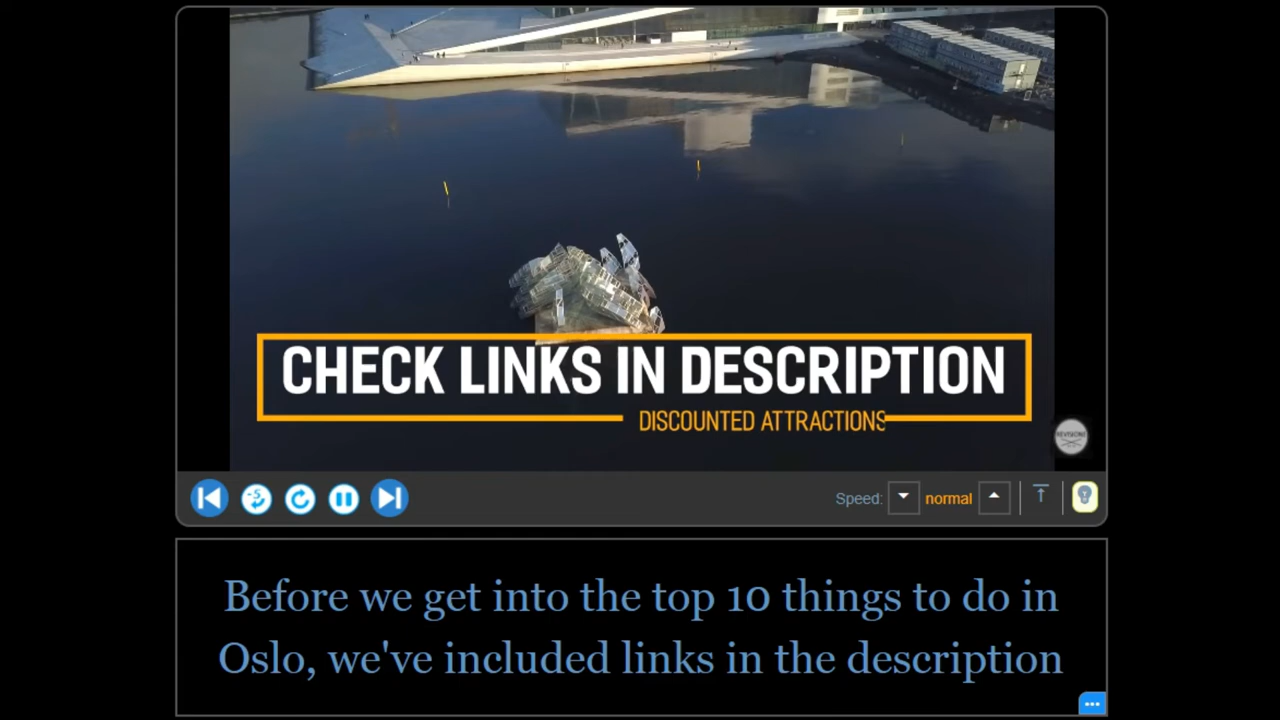 CHECK LINKS IN DESCRIPTION
DISCOUNTED ATTRACTIONS
-5
Speed:
normal
Before we get into the top 10 things to do in
Oslo, we've included links in the description